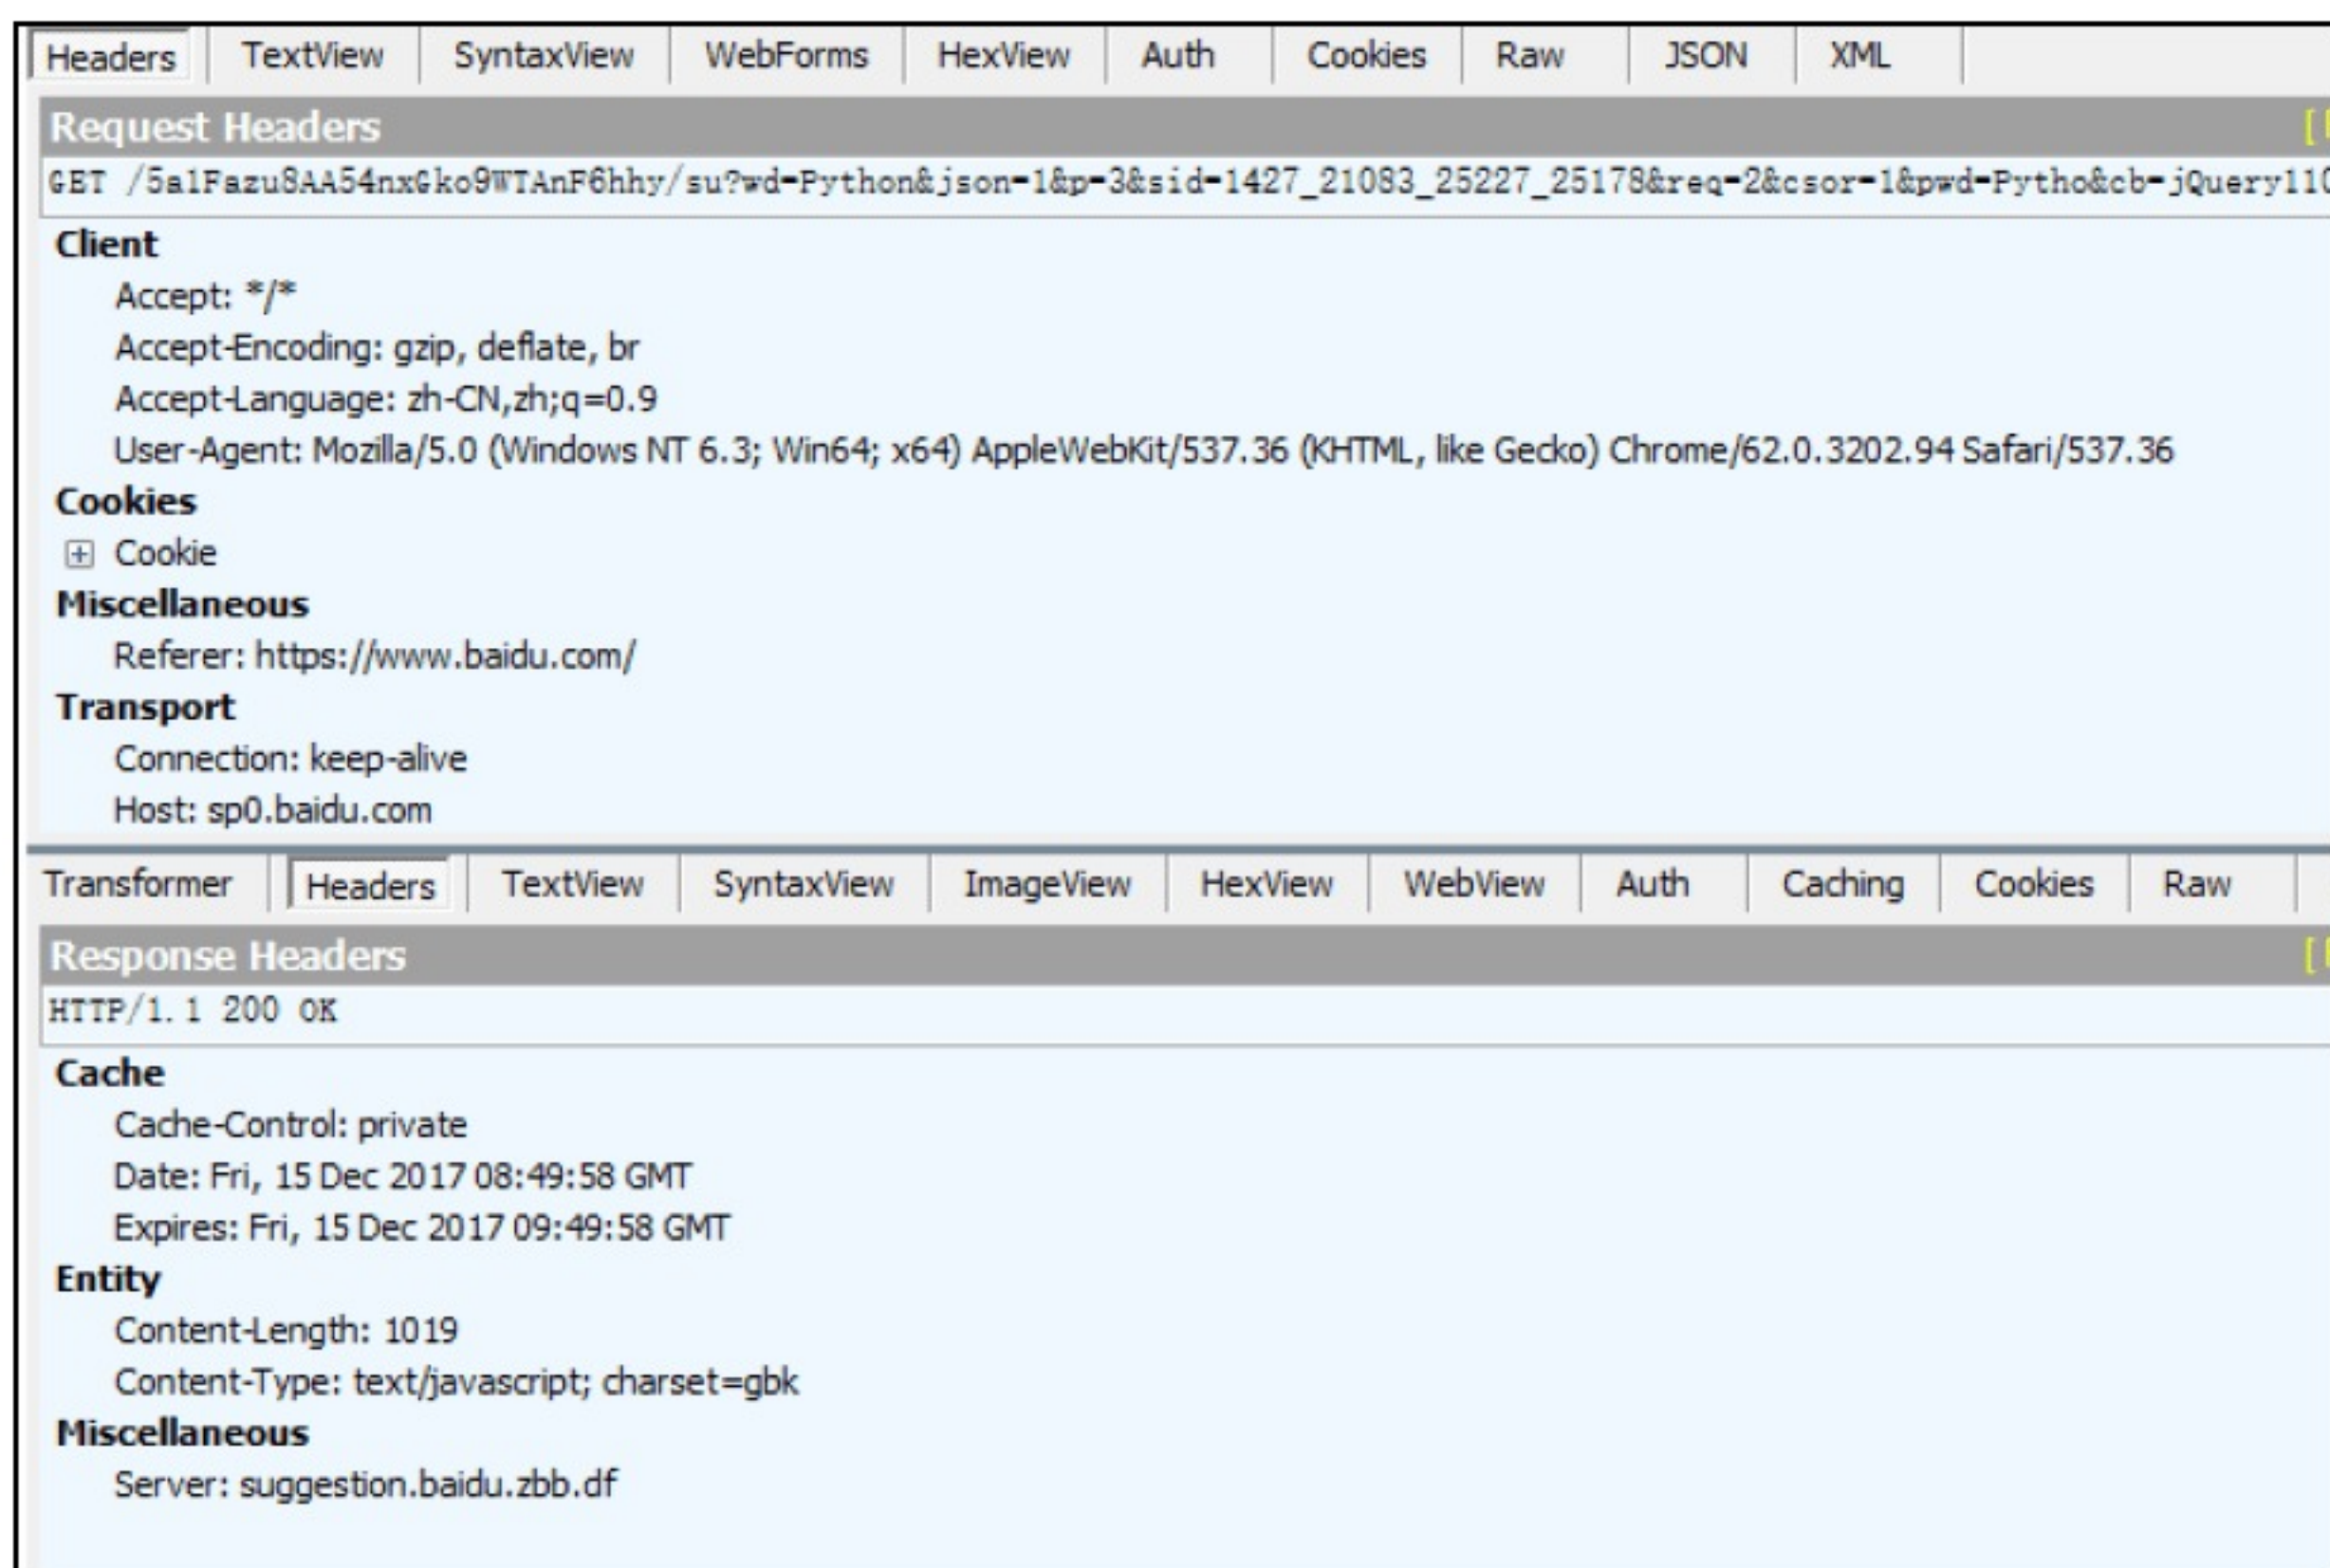 Headers TextView SyntaxView WebForms HexView Auth Cookies Raw JSON XML
Request Headers [
GET /5a1Fazu8AA54nxGko9WTAnF6hhy/su?wd=Python&json=1&p=3&sid=1427_21083_25227_25178&req=2&csor=1&pwd=Pytho&cb=jQuery110
Client
Accept: */*
Accept-Encoding: gzip, deflate, br
Accept-Language: zh-CN,zh;q=0.9
User-Agent: Mozilla/5.0 (Windows NT 6.3; Win64; x64) AppleWebKit/537.36 (KHTML, like Gecko) Chrome/62.0.3202.94 Safari/537.36
Cookies
Cookie
Miscellaneous
Referer: https://www.baidu.com/
Transport
Connection: keep-alive
Host: sp0.baidu.com
Transformer Headers TextView SyntaxView ImageView HexView WebView Auth Caching Cookies Raw
Response Headers [
HTTP/1.1 200 OK
Cache
Cache-Control: private
Date: Fri, 15 Dec 2017 08:49:58 GMT
Expires: Fri, 15 Dec 2017 09:49:58 GMT
Entity
Content-Length: 1019
Content-Type: text/javascript; charset=gbk
Miscellaneous
Server: suggestion.baidu.zbb.df